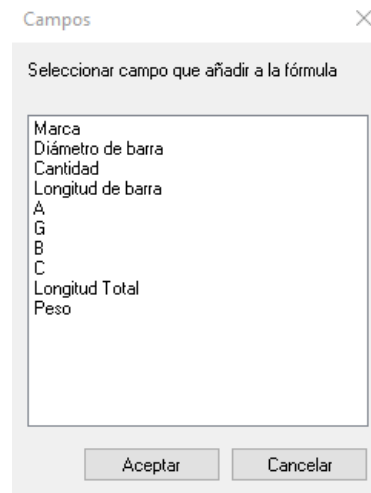 Campos
Seleccionar campo que añadir a la fórmula
Marca
Diámetro de barra
Cantidad
Longitud de barra
A
G
B
C
Longitud Total
Peso
Aceptar
Cancelar